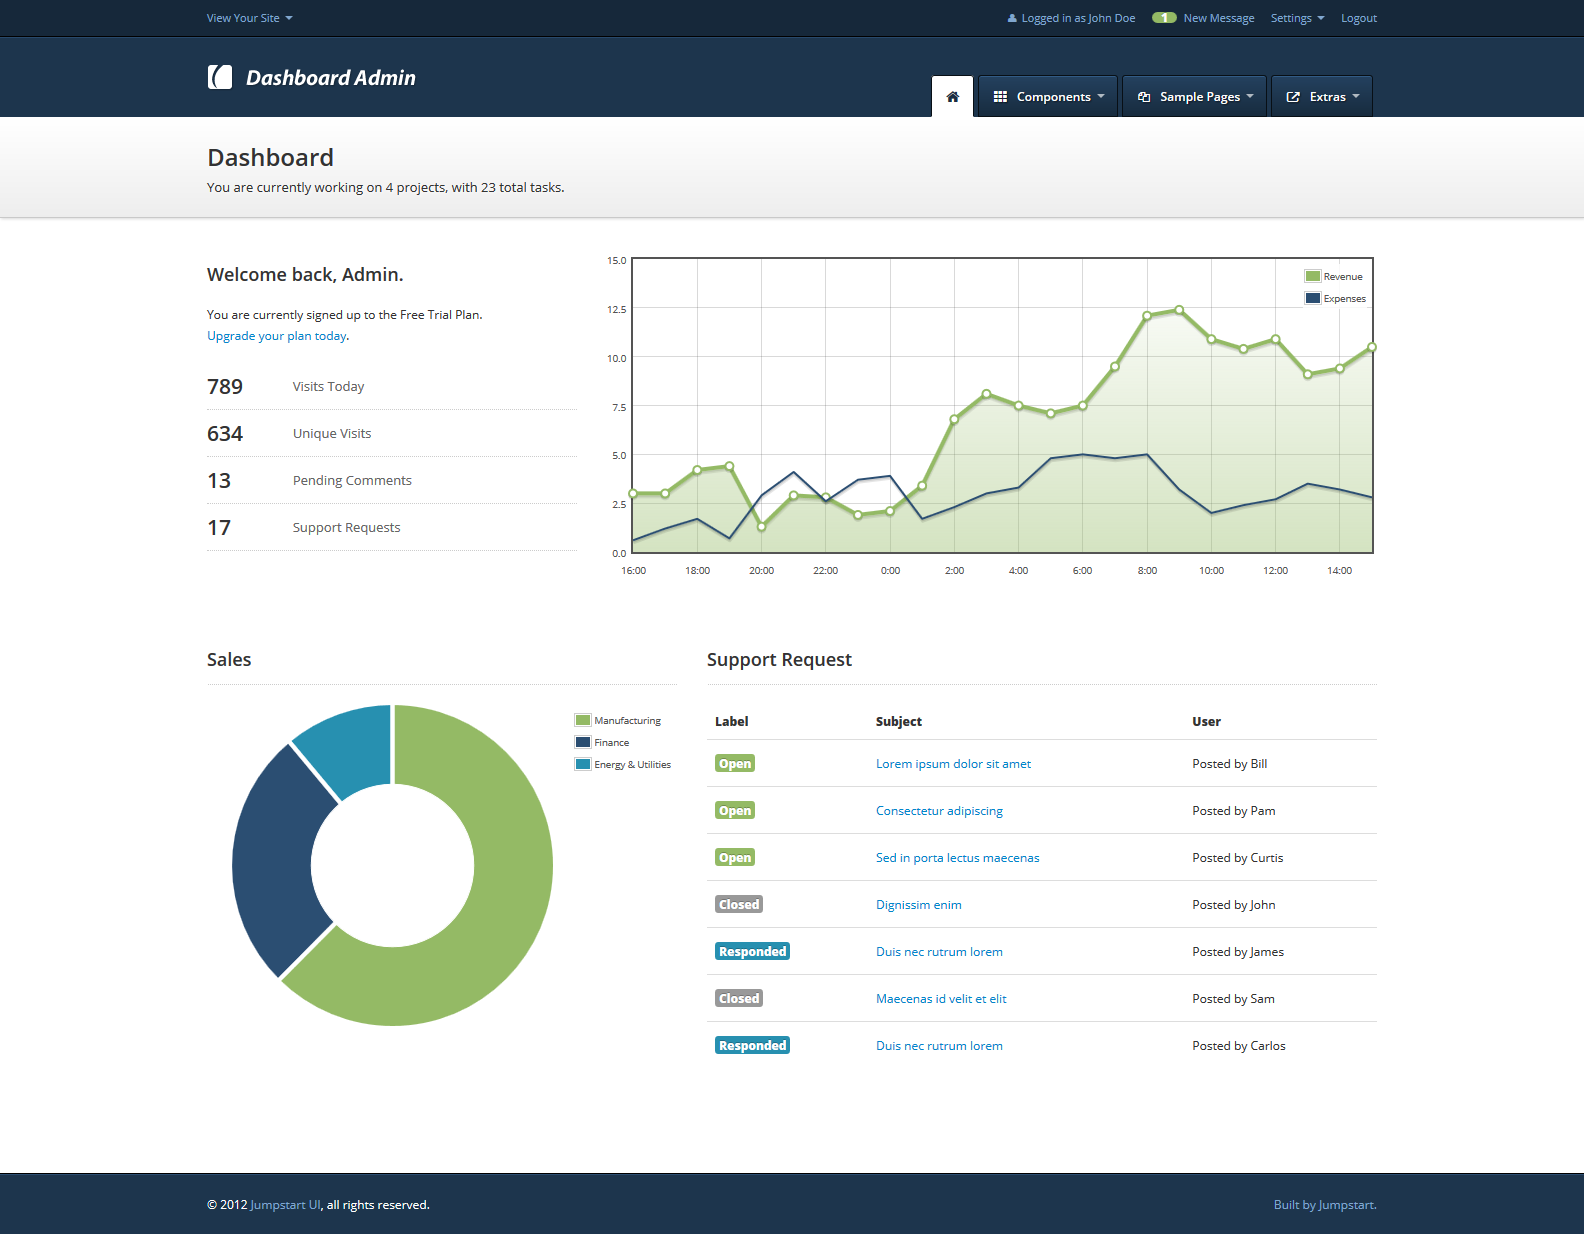 View Your Site
Logged in as John Doe
1 New Message
Settings
Logout
Dashboard Admin
Components
Sample Pages
Extras
Dashboard
You are currently working on 4 projects, with 23 total tasks.
Welcome back, Admin.
You are currently signed up to the Free Trial Plan.
Upgrade your plan today.
789 Visits Today
634 Unique Visits
13 Pending Comments
17 Support Requests
15.0
12.5
10.0
7.5
5.0
2.5
0.0
16:00 18:00 20:00 22:00 0:00 2:00 4:00 6:00 8:00 10:00 12:00 14:00
Revenue
Expenses
Sales
Manufacturing
Finance
Energy & Utilities
Support Request
Label Subject User
Open Lorem ipsum dolor sit amet Posted by Bill
Open Consectetur adipiscing Posted by Pam
Open Sed in porta lectus maecenas Posted by Curtis
Closed Dignissim enim Posted by John
Responded Duis nec rutrum lorem Posted by James
Closed Maecenas id velit et elit Posted by Sam
Responded Duis nec rutrum lorem Posted by Carlos
© 2012 Jumpstart UI, all rights reserved.
Built by Jumpstart.